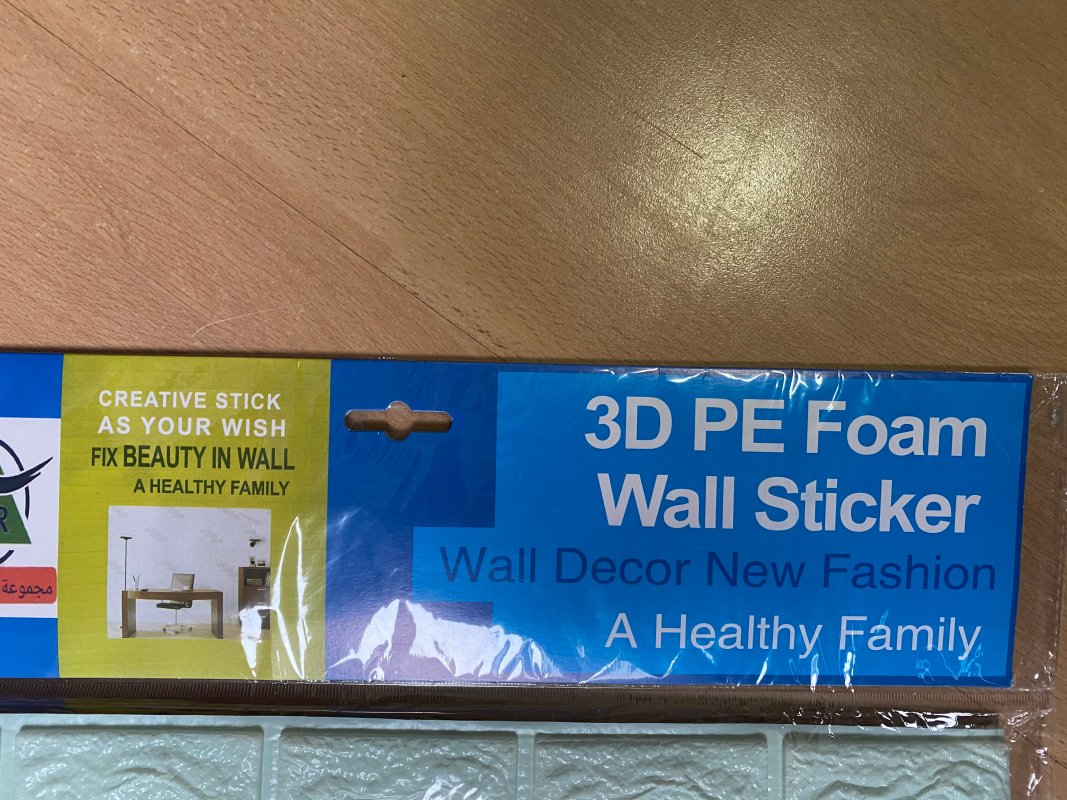 CREATIVE STICK
AS YOUR WISH
FIX BEAUTY IN WALL
A HEALTHY FAMILY
مجموعة
3D PE Foam
Wall Sticker
Wall Decor New Fashion
A Healthy Family